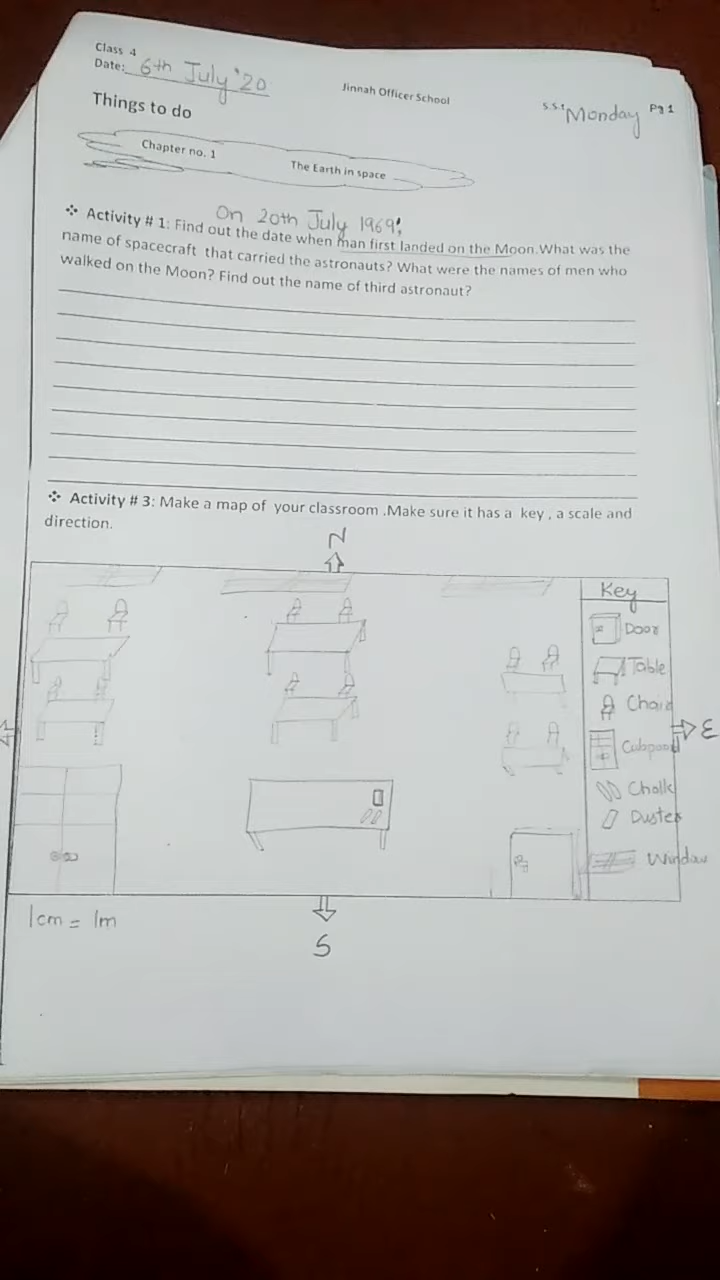 Class 4
Date: 6th July '20
Jinnah Officer School
S.S.t Monday Pg 1
Things to do
Chapter no. 1 The Earth in space
On 20th July 1969;
❖ Activity # 1: Find out the date when man first landed on the Moon.What was the
name of spacecraft that carried the astronauts? What were the names of men who
walked on the Moon? Find out the name of third astronaut?
❖ Activity # 3: Make a map of your classroom .Make sure it has a key , a scale and
direction.
N
Key
Door
Table
Chair
E
Cubpoard
Chalk
Duster
Window
1cm = 1m
S